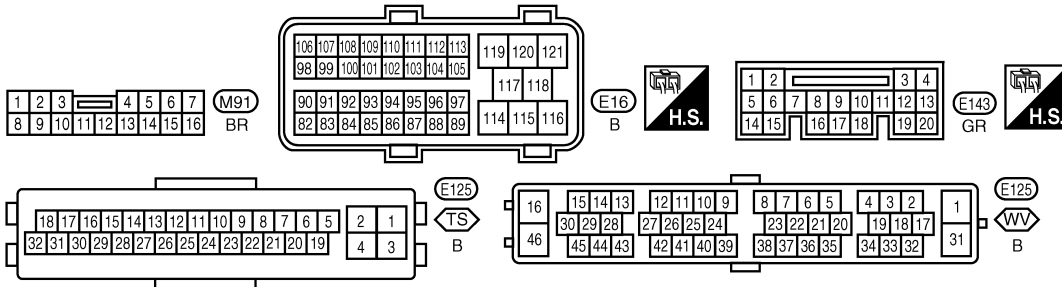 106 107 108 109 110 111 112 113 119 120 121
98 99 100 101 102 103 104 105
117 118
90 91 92 93 94 95 96 97
82 83 84 85 86 87 88 89 114 115 116
E16
B
H.S.
1 2 3 4 5 6 7
8 9 10 11 12 13 14 15 16
M91
BR
1 2 3 4
5 6 7 8 9 10 11 12 13
14 15 16 17 18 19 20
E143
GR
H.S.
18 17 16 15 14 13 12 11 10 9 8 7 6 5 2 1
32 31 30 29 28 27 26 25 24 23 22 21 20 19 4 3
E125
TS
B
16 15 14 13 12 11 10 9 8 7 6 5 4 3 2 1
30 29 28 27 26 25 24 23 22 21 20 19 18 17
46 45 44 43 42 41 40 39 38 37 36 35 34 33 32 31
E125
WV
B